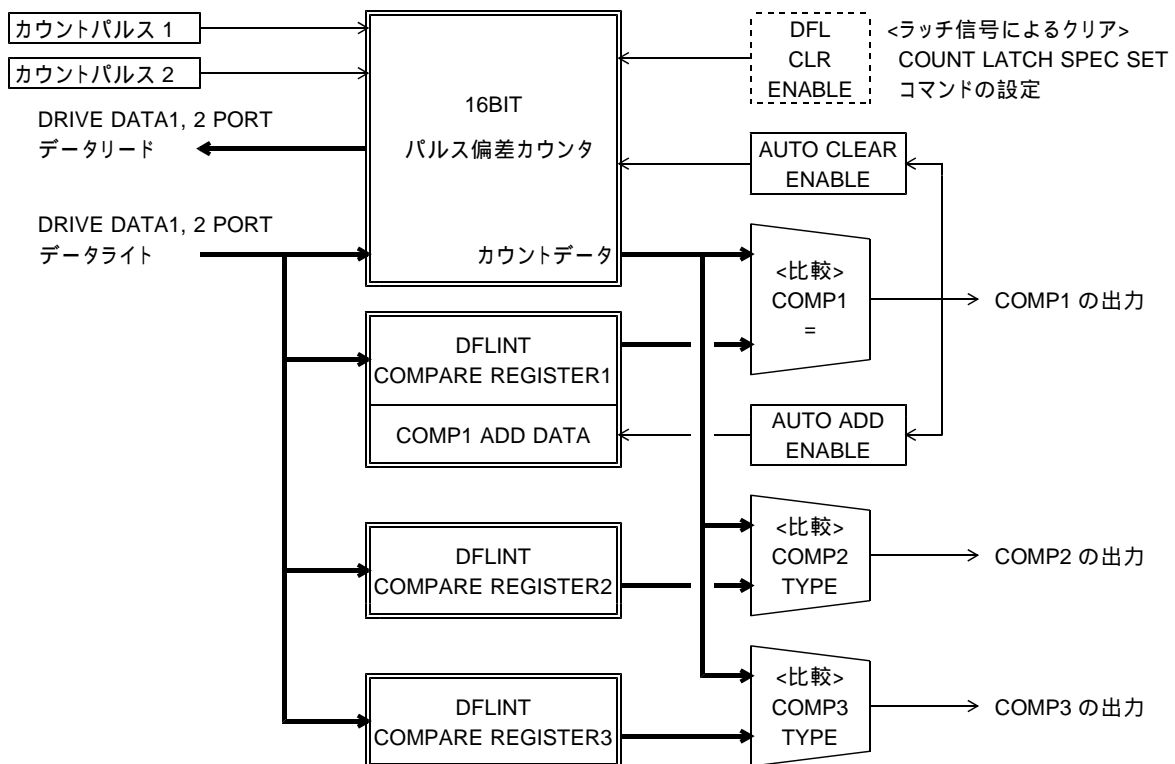 カウントパルス 1
カウントパルス 2
DRIVE DATA1, 2 PORT
データリード
DRIVE DATA1, 2 PORT
データライト
16BIT
パルス偏差カウンタ
カウントデータ
DFL
CLR
ENABLE
<ラッチ信号によるクリア>
COUNT LATCH SPEC SET
コマンドの設定
AUTO CLEAR
ENABLE
<比較>
COMP1
=
COMP1 の出力
DFLINT
COMPARE REGISTER1
COMP1 ADD DATA
AUTO ADD
ENABLE
DFLINT
COMPARE REGISTER2
<比較>
COMP2
TYPE
COMP2 の出力
DFLINT
COMPARE REGISTER3
<比較>
COMP3
TYPE
COMP3 の出力